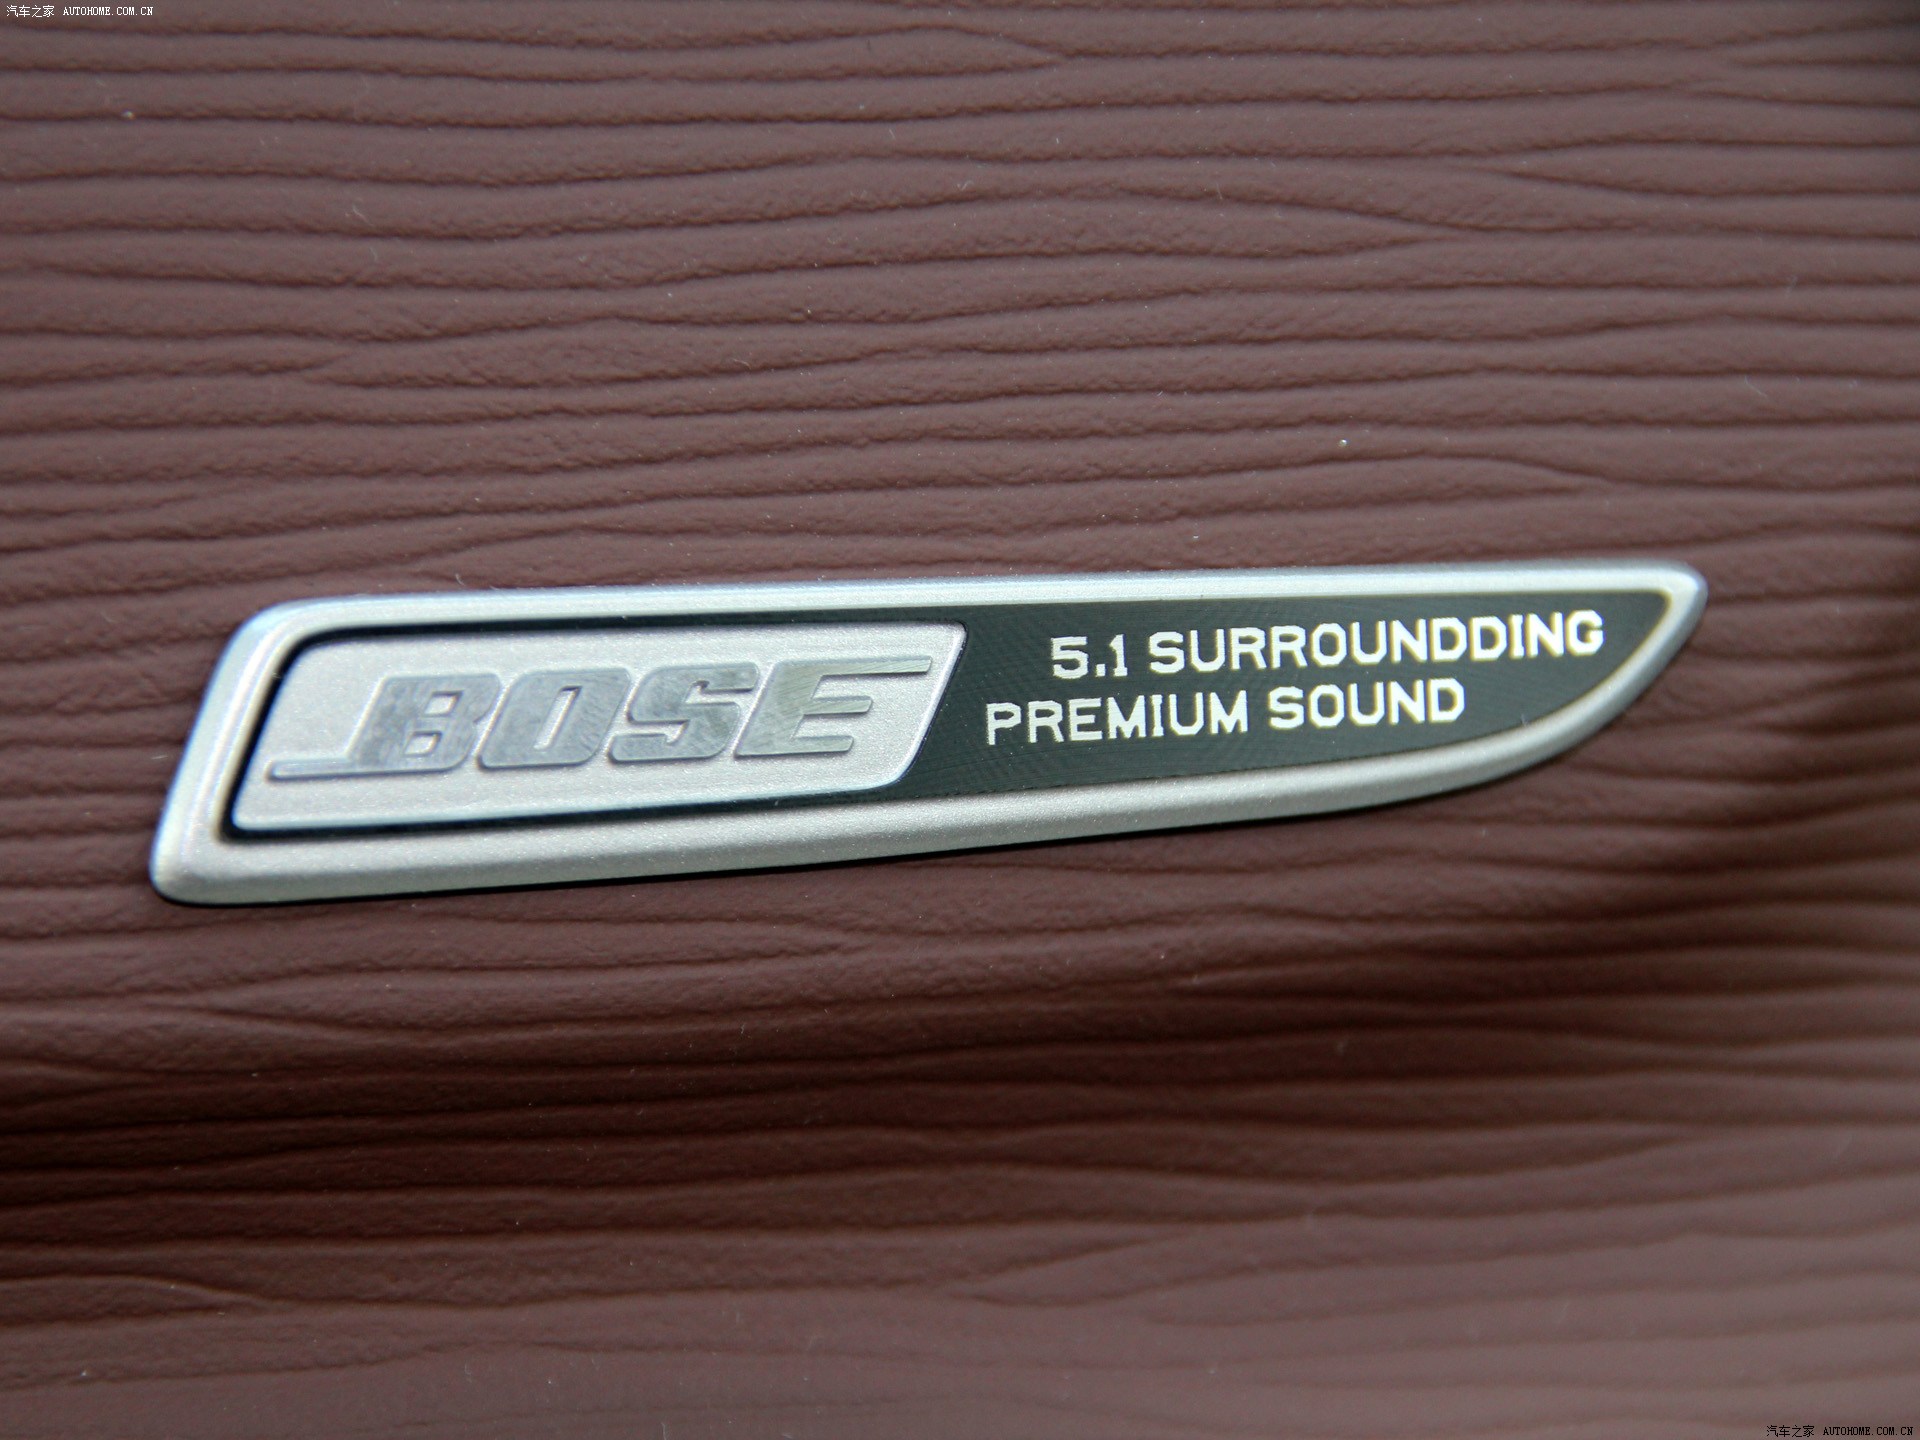 汽车之家 AUTOHOME.COM.CN
BOSE
5.1 SURROUNDDING
PREMIUM SOUND
汽车之家 AUTOHOME.COM.CN